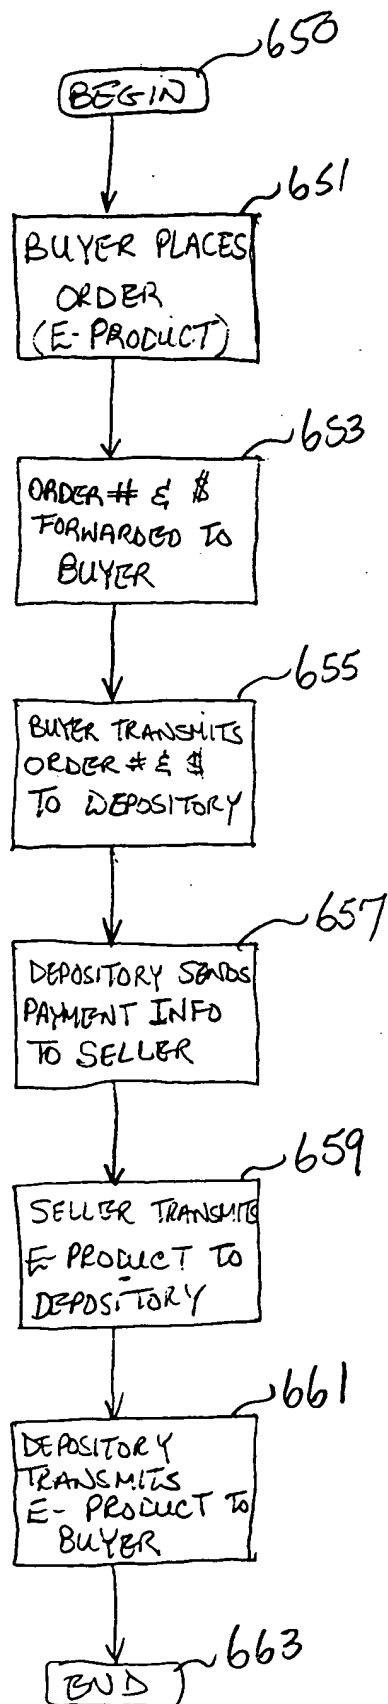 650
BEGIN
651
BUYER PLACES
ORDER
(E-PRODUCT)
653
ORDER # & $
FORWARDED TO
BUYER
655
BUYER TRANSMITS
ORDER # & $
TO DEPOSITORY
657
DEPOSITORY SENDS
PAYMENT INFO
TO SELLER
659
SELLER TRANSMITS
E-PRODUCT TO
DEPOSITORY
661
DEPOSITORY
TRANSMITS
E-PRODUCT TO
BUYER
663
END